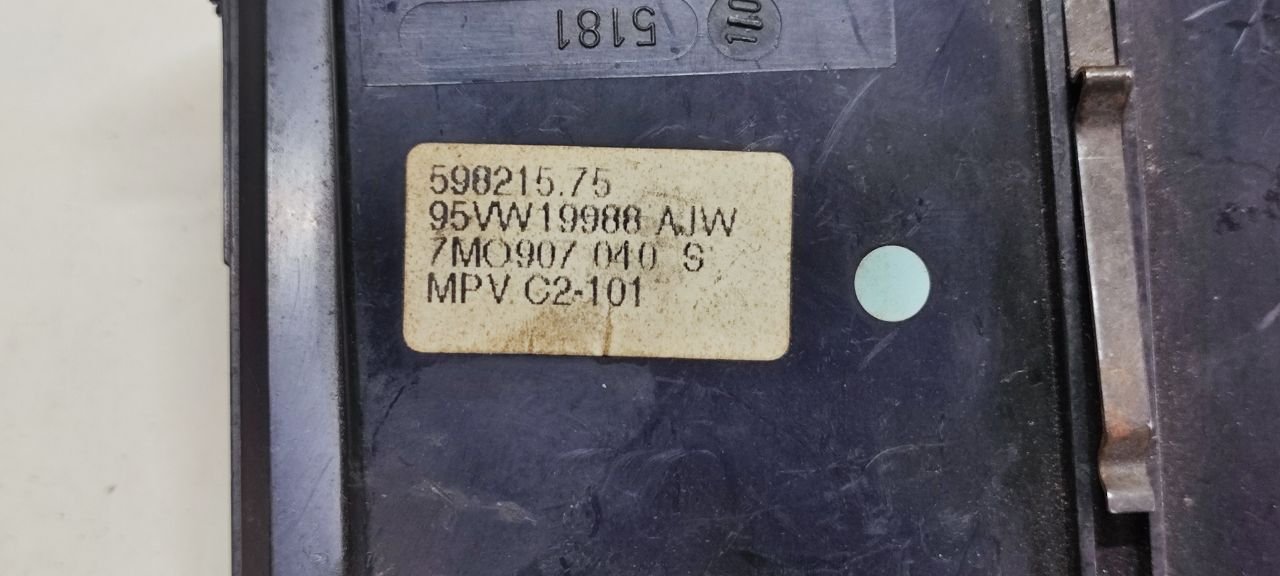 5181
598215.75
95VW19988 AJW
7M0907 040 S
MPV C2-101